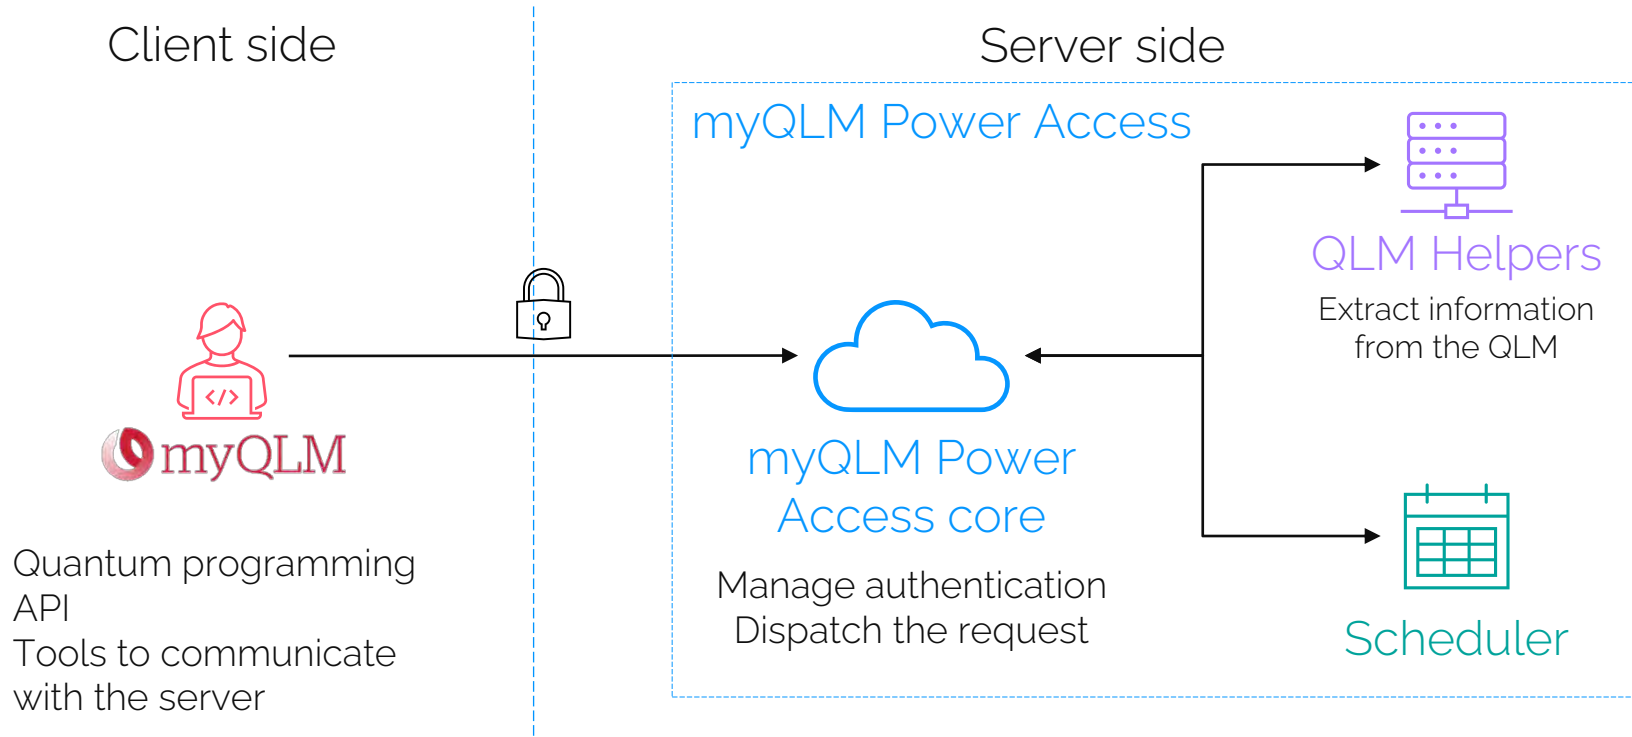 Client side
Server side
myQLM Power Access
QLM Helpers
Extract information
from the QLM
</>
myQLM
myQLM Power
Access core
Quantum programming
API
Tools to communicate
with the server
Manage authentication
Dispatch the request
Scheduler